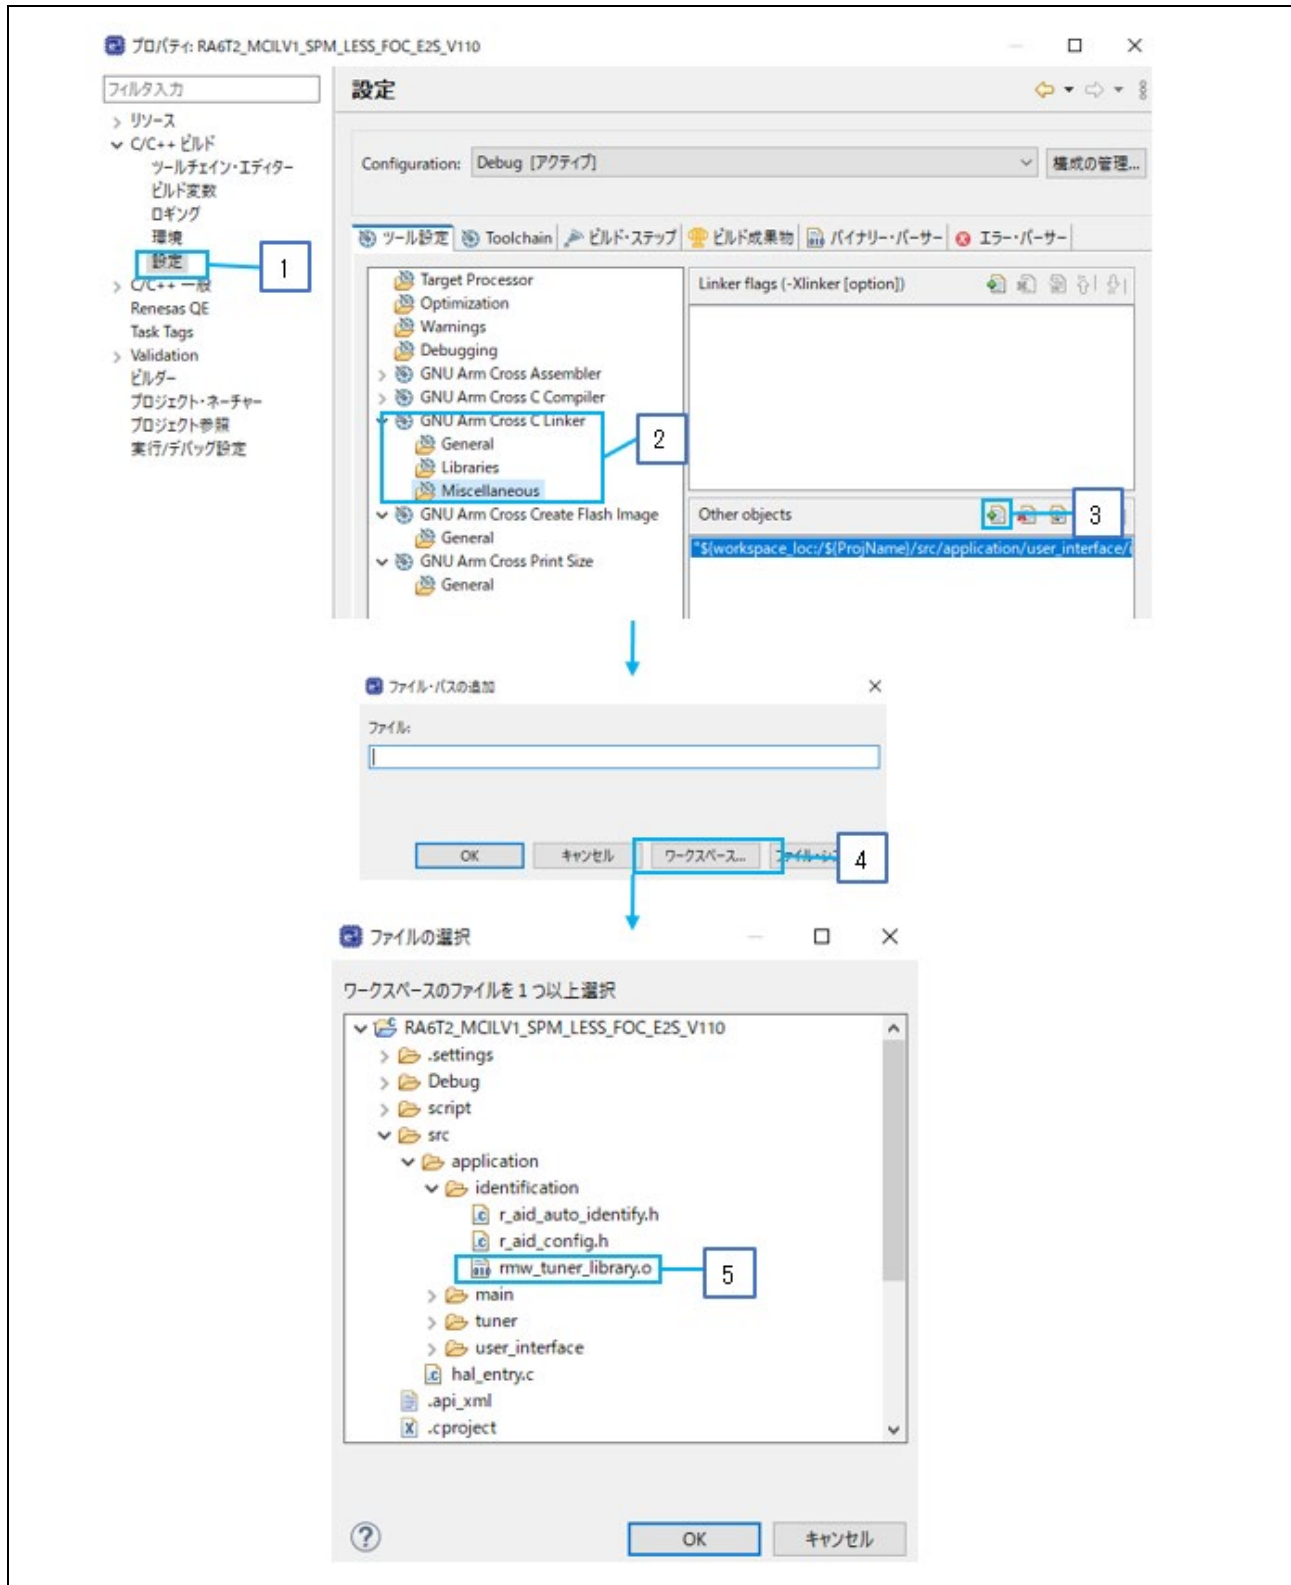 プロパティ: RA6T2_MCILV1_SPM_LESS_FOC_E2S_V110
フィルタ入力
設定
リソース
C/C++ ビルド
ツールチェイン・エディター
ビルド変数
ロギング
環境
設定
1
C/C++ 一般
Renesas QE
Task Tags
Validation
ビルダー
プロジェクト・ネーチャー
プロジェクト参照
実行/デバッグ設定
Configuration: Debug [アクティブ]
構成の管理...
ツール設定 Toolchain ビルド・ステップ ビルド成果物 バイナリー・パーサー エラー・パーサー
Target Processor
Optimization
Warnings
Debugging
GNU Arm Cross Assembler
GNU Arm Cross C Compiler
GNU Arm Cross C Linker
General
Libraries
Miscellaneous
2
GNU Arm Cross Create Flash Image
General
GNU Arm Cross Print Size
General
Linker flags (-Xlinker [option])
Other objects
3
"${workspace_loc:/${ProjName}/src/application/user_interface/
ファイル・パスの追加
ファイル:
OK キャンセル ワークスペース...
4
ファイルの選択
ワークスペースのファイルを 1 つ以上選択
RA6T2_MCILV1_SPM_LESS_FOC_E2S_V110
.settings
Debug
script
src
application
identification
r_aid_auto_identify.h
r_aid_config.h
rmw_tuner_library.o
5
main
tuner
user_interface
hal_entry.c
.api_xml
.cproject
OK キャンセル